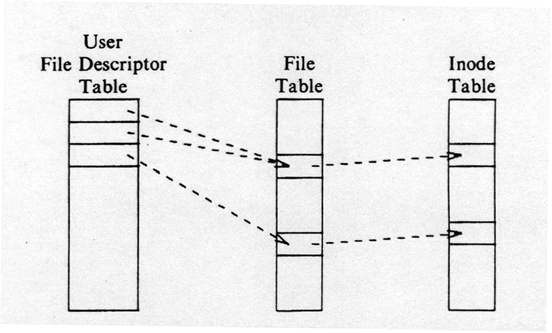 User
File Descriptor
Table
File
Table
Inode
Table